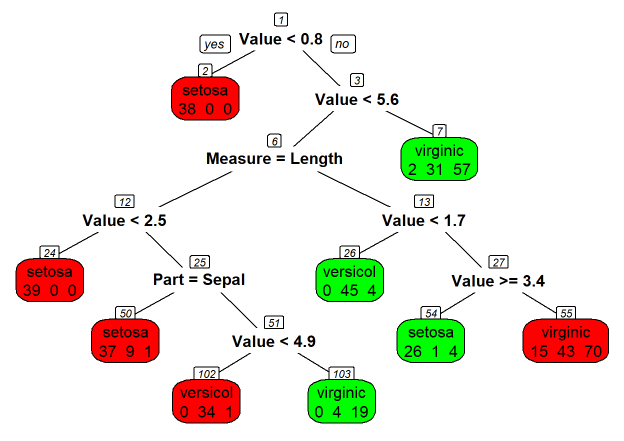 1
Value < 0.8
yes
no
2
setosa
38 0 0
3
Value < 5.6
6
Measure = Length
7
virginic
2 31 57
12
Value < 2.5
13
Value < 1.7
24
setosa
39 0 0
25
Part = Sepal
26
versicol
0 45 4
27
Value >= 3.4
50
setosa
37 9 1
51
Value < 4.9
54
setosa
26 1 4
55
virginic
15 43 70
102
versicol
0 34 1
103
virginic
0 4 19